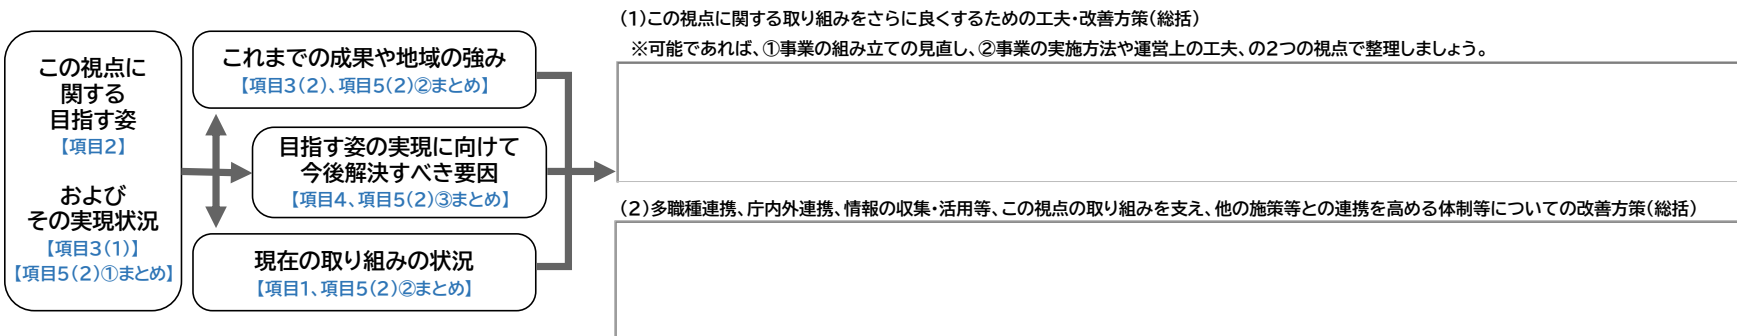 この視点に
関する
目指す姿
【項目2】
および
その実現状況
【項目3(1)】
【項目5(2)①まとめ】
これまでの成果や地域の強み
【項目3(2)、項目5(2)②まとめ】
目指す姿の実現に向けて
今後解決すべき要因
【項目4、項目5(2)③まとめ】
現在の取り組みの状況
【項目1、項目5(2)②まとめ】
(1)この視点に関する取り組みをさらに良くするための工夫・改善方策(総括)
※可能であれば、①事業の組み立ての見直し、②事業の実施方法や運営上の工夫、の2つの視点で整理しましょう。
(2)多職種連携、庁内外連携、情報の収集・活用等、この視点の取り組みを支え、他の施策等との連携を高める体制等についての改善方策(総括)